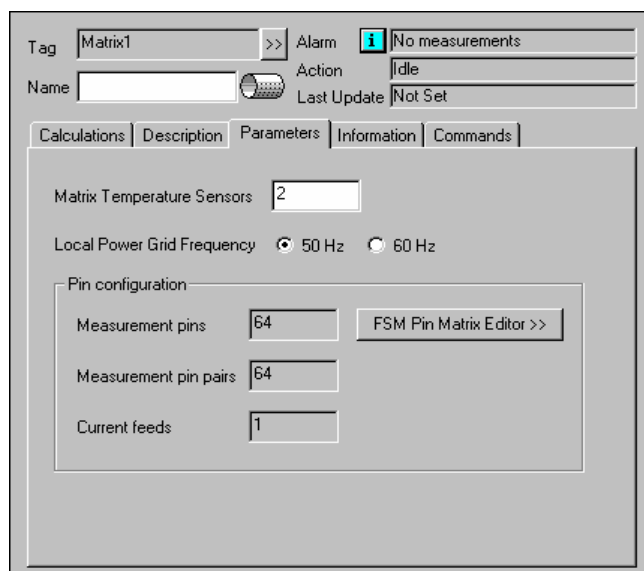 Tag Matrix1 >> Alarm i No measurements
Action Idle
Name Last Update Not Set
Calculations Description Parameters Information Commands
Matrix Temperature Sensors 2
Local Power Grid Frequency 50 Hz 60 Hz
Pin configuration
Measurement pins 64 FSM Pin Matrix Editor >>
Measurement pin pairs 64
Current feeds 1